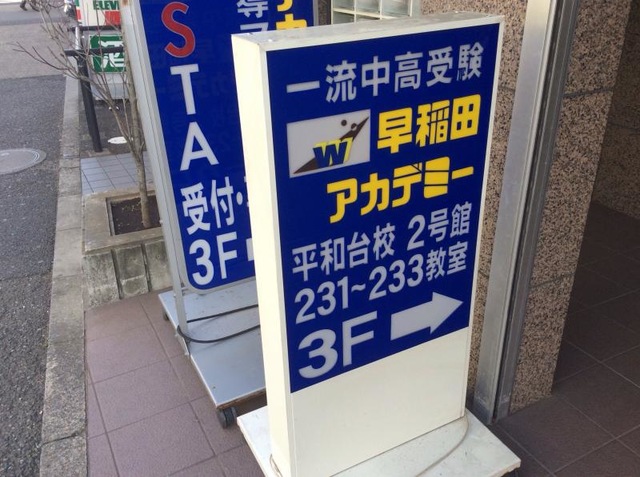 一流中高受験
W
早稲田
アカデミー
平和台校 2号館
231~233教室
3F
STA
受付・
3F